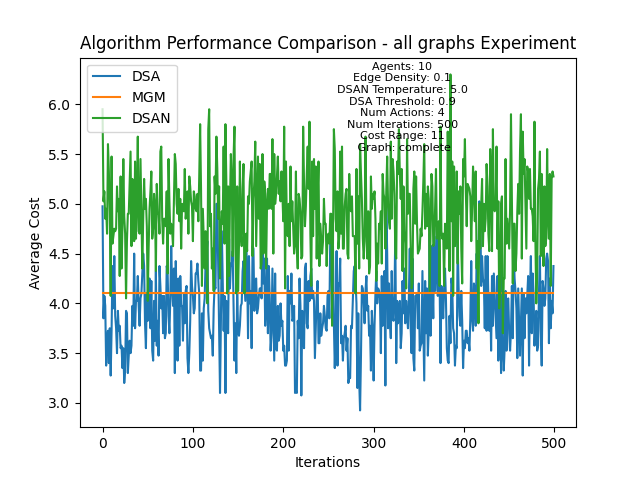 Algorithm Performance Comparison - all graphs Experiment
DSA
MGM
DSAN
Agents: 10
Edge Density: 0.1
DSAN Temperature: 5.0
DSA Threshold: 0.9
Num Actions: 4
Num Iterations: 500
Cost Range: 11
Graph: complete
Average Cost
6.0
5.5
5.0
4.5
4.0
3.5
3.0
0 100 200 300 400 500
Iterations